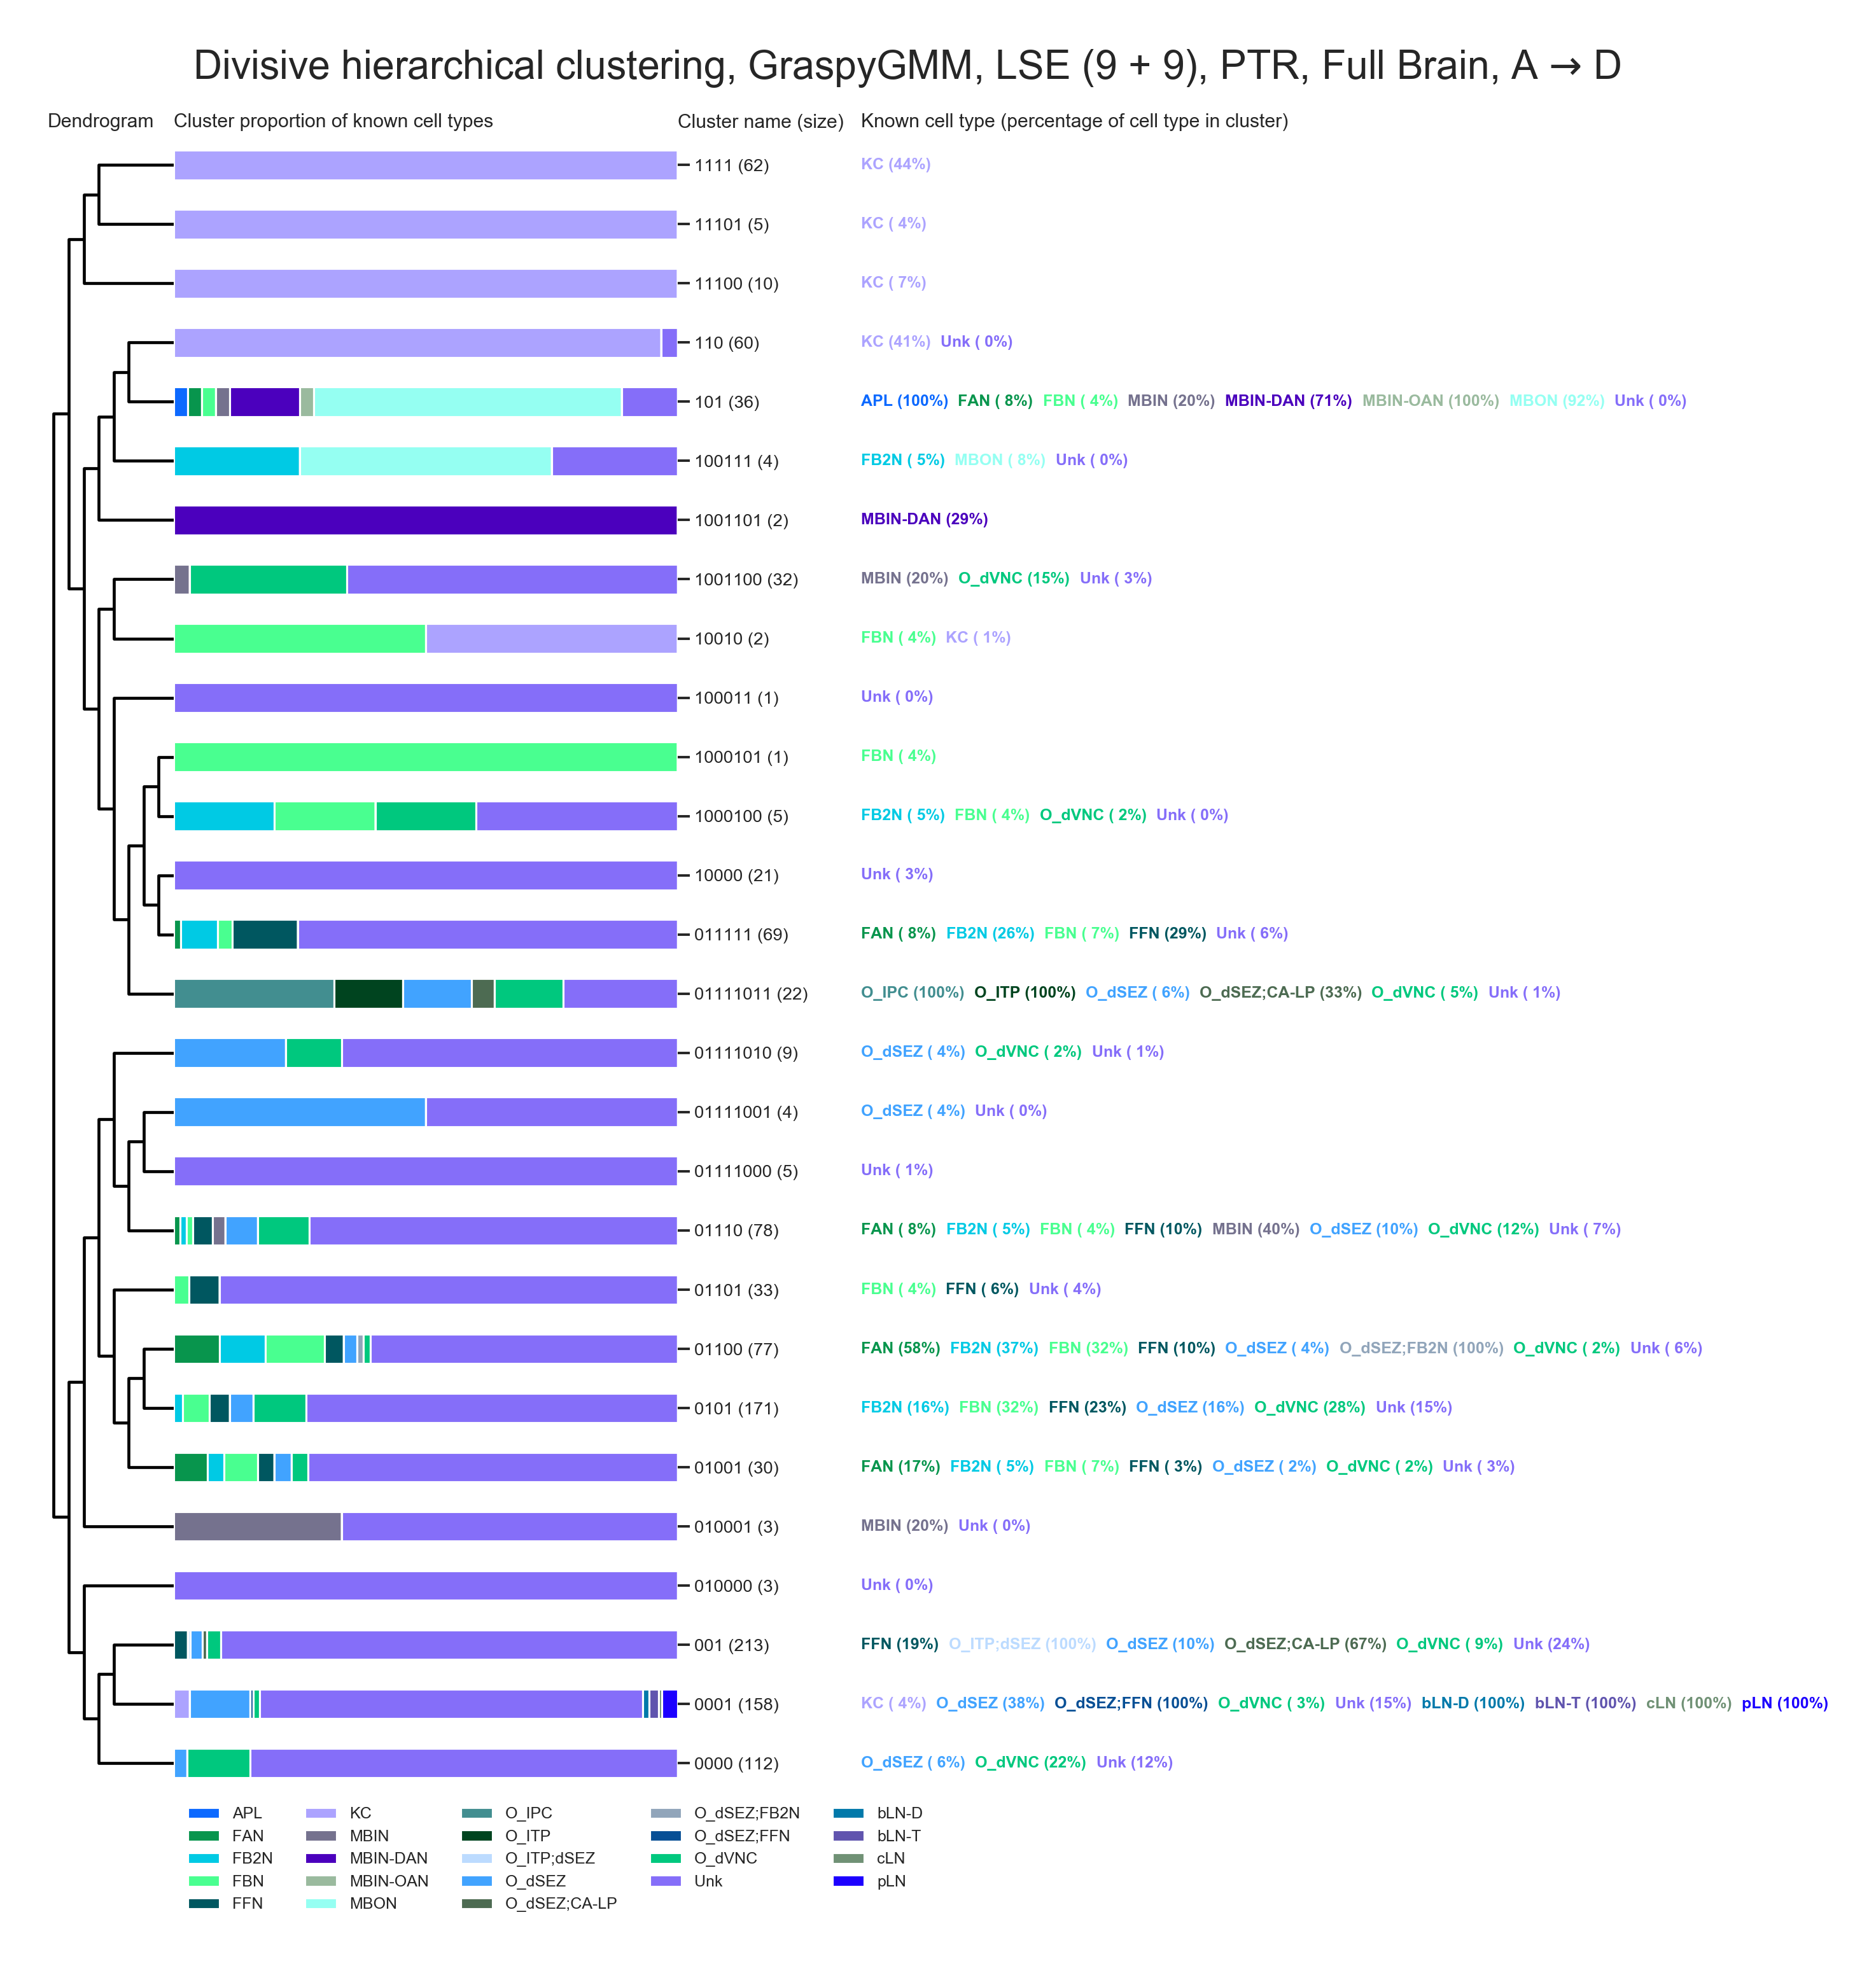 Divisive hierarchical clustering, GraspyGMM, LSE (9 + 9), PTR, Full Brain, A → D
Dendrogram Cluster proportion of known cell types Cluster name (size) Known cell type (percentage of cell type in cluster)
1111 (62) KC (44%)
11101 (5) KC ( 4%)
11100 (10) KC ( 7%)
110 (60) KC (41%) Unk ( 0%)
101 (36) APL (100%) FAN ( 8%) FBN ( 4%) MBIN (20%) MBIN-DAN (71%) MBIN-OAN (100%) MBON (92%) Unk ( 0%)
100111 (4) FB2N ( 5%) MBON ( 8%) Unk ( 0%)
1001101 (2) MBIN-DAN (29%)
1001100 (32) MBIN (20%) O_dVNC (15%) Unk ( 3%)
10010 (2) FBN ( 4%) KC ( 1%)
100011 (1) Unk ( 0%)
1000101 (1) FBN ( 4%)
1000100 (5) FB2N ( 5%) FBN ( 4%) O_dVNC ( 2%) Unk ( 0%)
10000 (21) Unk ( 3%)
011111 (69) FAN ( 8%) FB2N (26%) FBN ( 7%) FFN (29%) Unk ( 6%)
01111011 (22) O_IPC (100%) O_ITP (100%) O_dSEZ ( 6%) O_dSEZ;CA-LP (33%) O_dVNC ( 5%) Unk ( 1%)
01111010 (9) O_dSEZ ( 4%) O_dVNC ( 2%) Unk ( 1%)
01111001 (4) O_dSEZ ( 4%) Unk ( 0%)
01111000 (5) Unk ( 1%)
01110 (78) FAN ( 8%) FB2N ( 5%) FBN ( 4%) FFN (10%) MBIN (40%) O_dSEZ (10%) O_dVNC (12%) Unk ( 7%)
01101 (33) FBN ( 4%) FFN ( 6%) Unk ( 4%)
01100 (77) FAN (58%) FB2N (37%) FBN (32%) FFN (10%) O_dSEZ ( 4%) O_dSEZ;FB2N (100%) O_dVNC ( 2%) Unk ( 6%)
0101 (171) FB2N (16%) FBN (32%) FFN (23%) O_dSEZ (16%) O_dVNC (28%) Unk (15%)
01001 (30) FAN (17%) FB2N ( 5%) FBN ( 7%) FFN ( 3%) O_dSEZ ( 2%) O_dVNC ( 2%) Unk ( 3%)
010001 (3) MBIN (20%) Unk ( 0%)
010000 (3) Unk ( 0%)
001 (213) FFN (19%) O_ITP;dSEZ (100%) O_dSEZ (10%) O_dSEZ;CA-LP (67%) O_dVNC ( 9%) Unk (24%)
0001 (158) KC ( 4%) O_dSEZ (38%) O_dSEZ;FFN (100%) O_dVNC ( 3%) Unk (15%) bLN-D (100%) bLN-T (100%) cLN (100%) pLN (100%)
0000 (112) O_dSEZ ( 6%) O_dVNC (22%) Unk (12%)
APL KC O_IPC O_dSEZ;FB2N bLN-D
FAN MBIN O_ITP O_dSEZ;FFN bLN-T
FB2N MBIN-DAN O_ITP;dSEZ O_dVNC cLN
FBN MBIN-OAN O_dSEZ Unk pLN
FFN MBON O_dSEZ;CA-LP